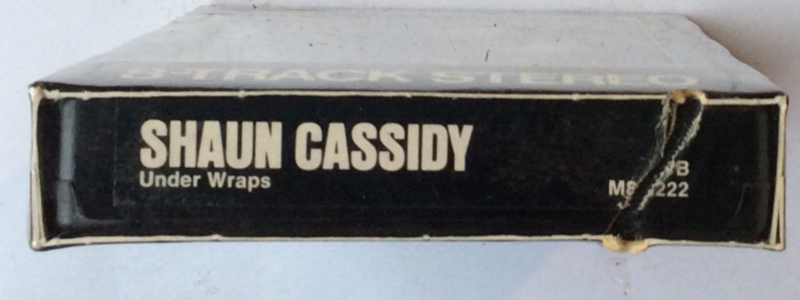 8-TRACK STEREO
SHAUN CASSIDY
Under Wraps